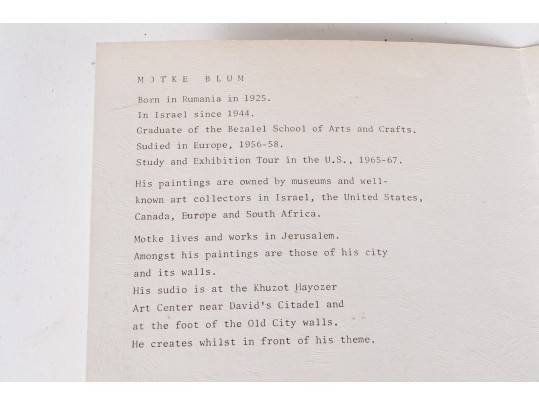 MOTKE BLUM
Born in Rumania in 1925.
In Israel since 1944.
Graduate of the Bezalel School of Arts and Crafts.
Sudied in Europe, 1956-58.
Study and Exhibition Tour in the U.S., 1965-67.
His paintings are owned by museums and well-
known art collectors in Israel, the United States,
Canada, Europe and South Africa.
Motke lives and works in Jerusalem.
Amongst his paintings are those of his city
and its walls.
His sudio is at the Khuzot Hayozer
Art Center near David's Citadel and
at the foot of the Old City walls.
He creates whilst in front of his theme.